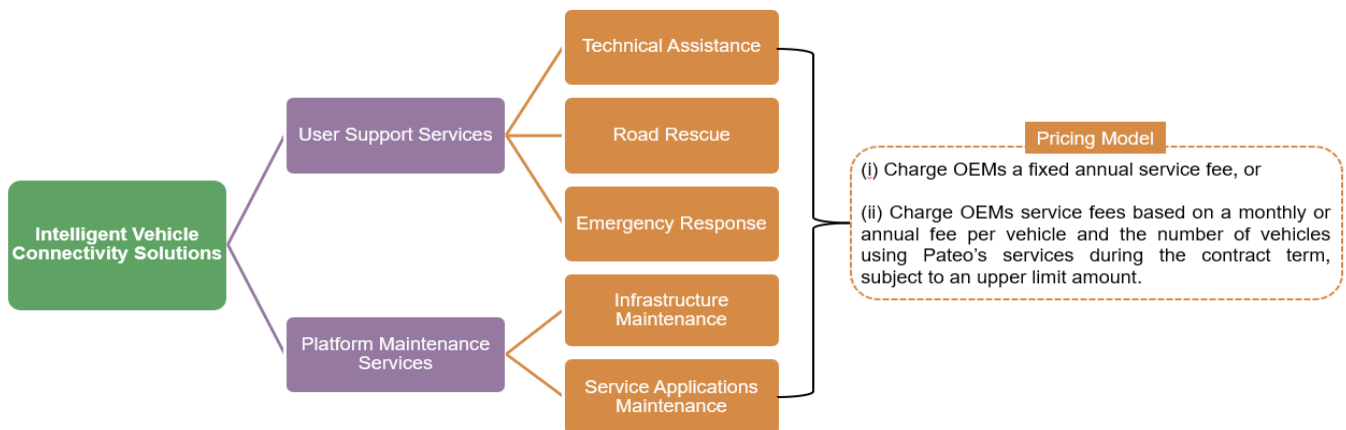 Intelligent Vehicle
Connectivity Solutions
User Support Services
Platform Maintenance
Services
Technical Assistance
Road Rescue
Emergency Response
Infrastructure
Maintenance
Service Applications
Maintenance
Pricing Model
(i) Charge OEMs a fixed annual service fee, or
(ii) Charge OEMs service fees based on a monthly or
annual fee per vehicle and the number of vehicles
using Pateo's services during the contract term,
subject to an upper limit amount.